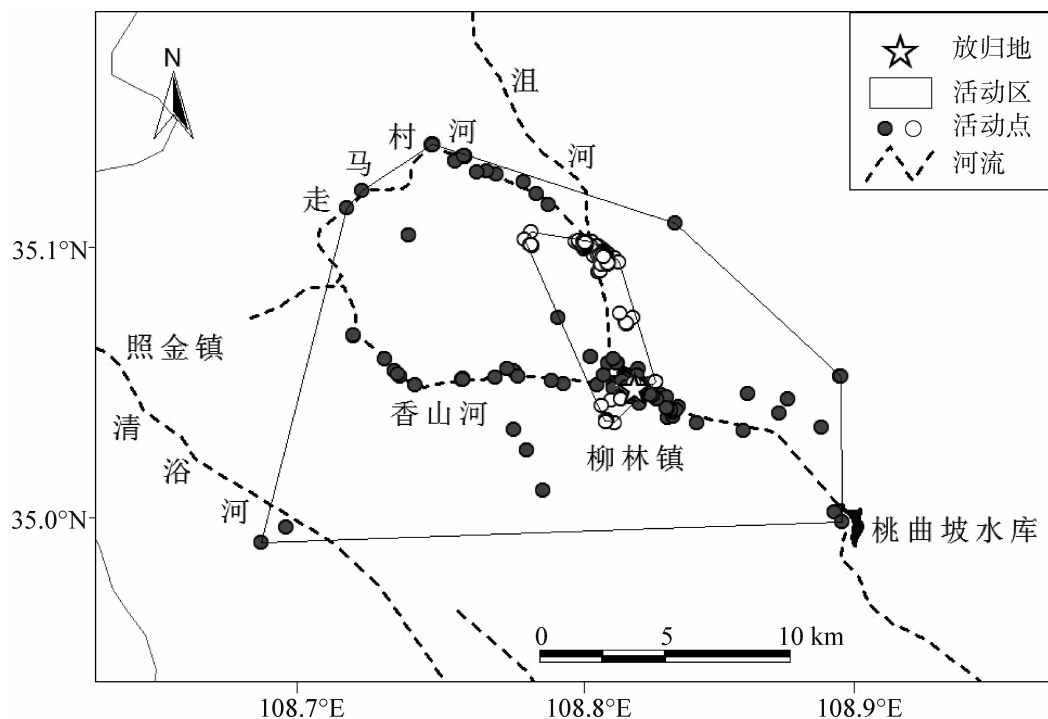 N
放归地
活动区
活动点
河流
沮河
走马村河
35.1°N
照金镇
香山河
柳林镇
清浴河
35.0°N
桃曲坡水库
0 5 10 km
108.7°E 108.8°E 108.9°E